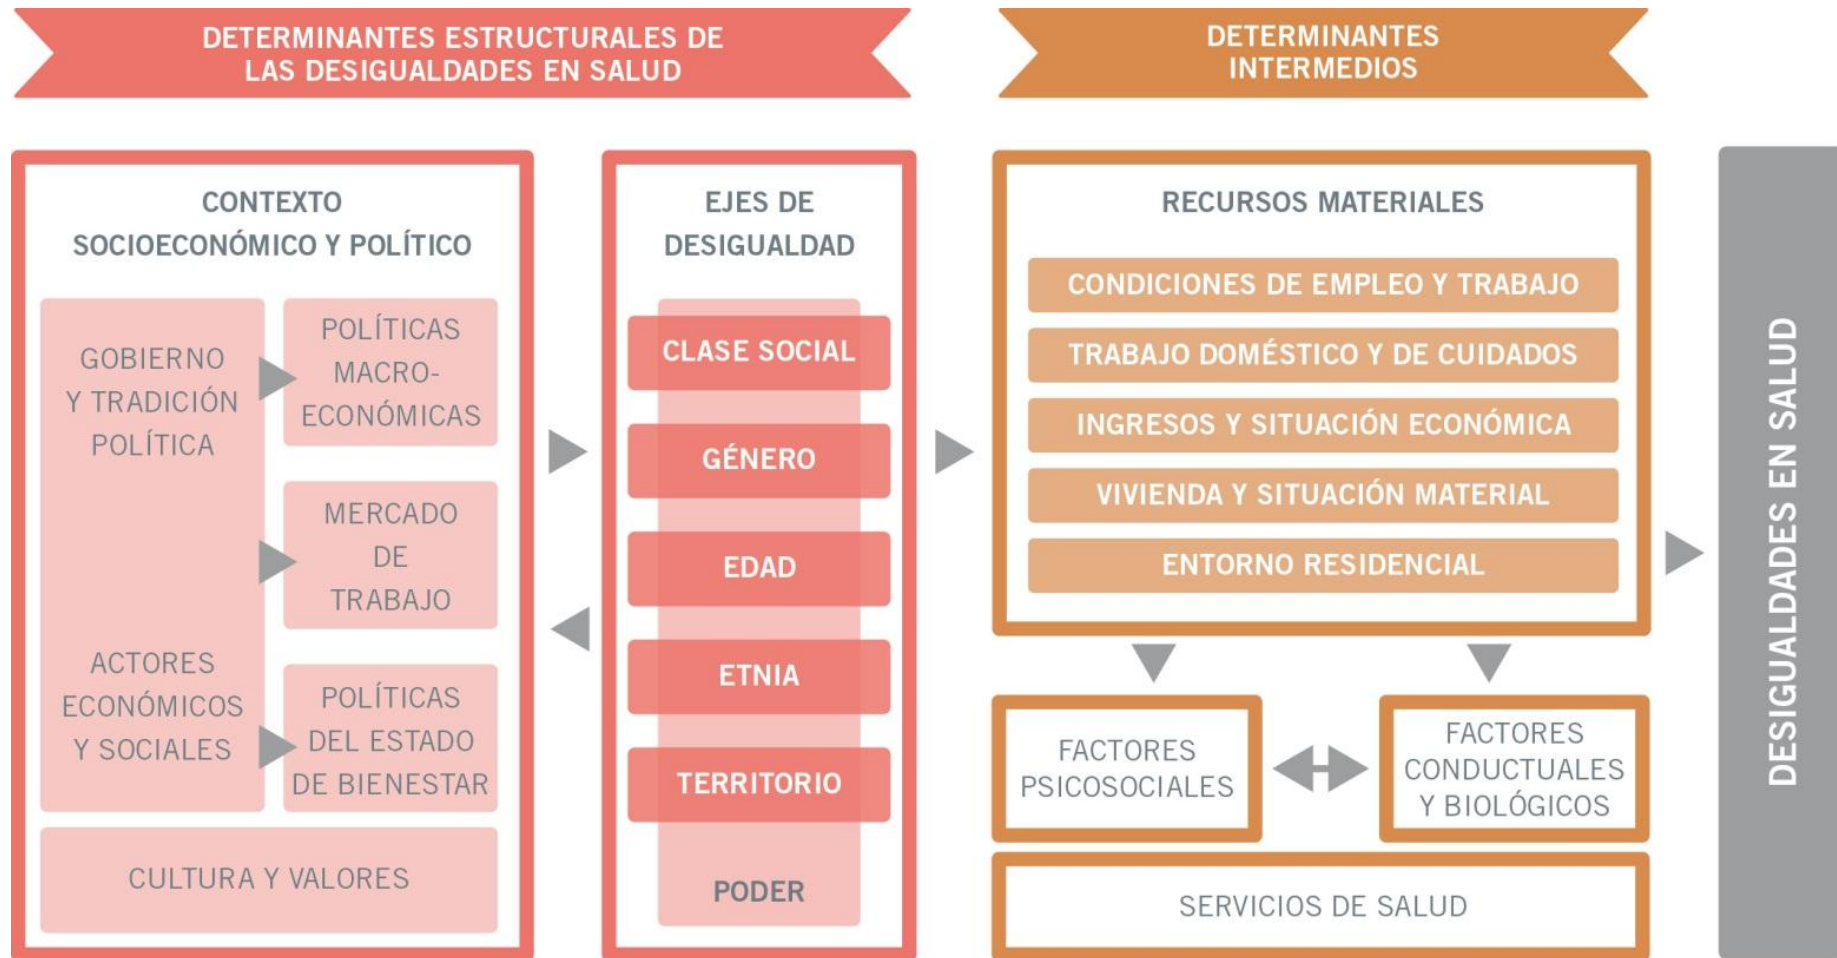 DETERMINANTES ESTRUCTURALES DE
LAS DESIGUALDADES EN SALUD
DETERMINANTES
INTERMEDIOS
CONTEXTO
SOCIOECONÓMICO Y POLÍTICO
GOBIERNO
Y TRADICIÓN
POLÍTICA
ACTORES
ECONÓMICOS
Y SOCIALES
POLÍTICAS
MACRO-
ECONÓMICAS
MERCADO
DE
TRABAJO
POLÍTICAS
DEL ESTADO
DE BIENESTAR
CULTURA Y VALORES
EJES DE
DESIGUALDAD
CLASE SOCIAL
GÉNERO
EDAD
ETNIA
TERRITORIO
PODER
RECURSOS MATERIALES
CONDICIONES DE EMPLEO Y TRABAJO
TRABAJO DOMÉSTICO Y DE CUIDADOS
INGRESOS Y SITUACIÓN ECONÓMICA
VIVIENDA Y SITUACIÓN MATERIAL
ENTORNO RESIDENCIAL
FACTORES
PSICOSOCIALES
FACTORES
CONDUCTUALES
Y BIOLÓGICOS
SERVICIOS DE SALUD
DESIGUALDADES EN SALUD